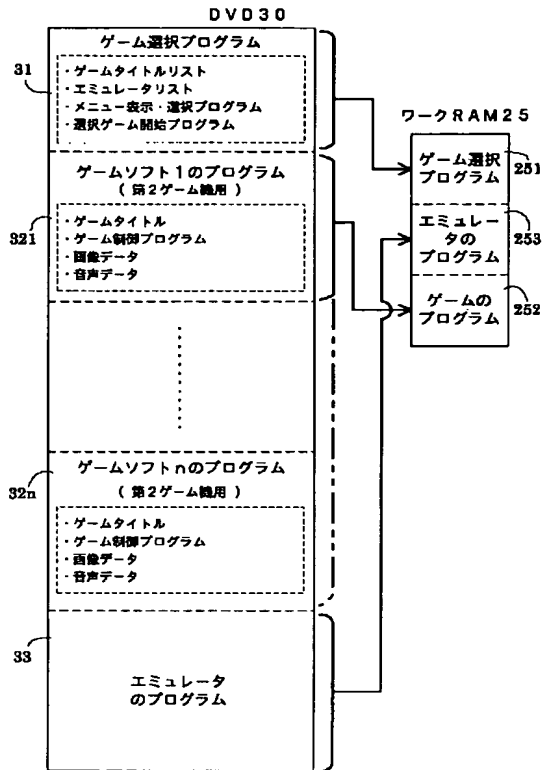 DVD30
ゲーム選択プログラム
31
・ゲームタイトルリスト
・エミュレータリスト
・メニュー表示・選択プログラム
・選択ゲーム開始プログラム
ゲームソフト1のプログラム
(第2ゲーム機用)
321
・ゲームタイトル
・ゲーム制御プログラム
・画像データ
・音声データ
32n
ゲームソフトnのプログラム
(第2ゲーム機用)
・ゲームタイトル
・ゲーム制御プログラム
・画像データ
・音声データ
33
エミュレータ
のプログラム
ワークRAM25
ゲーム選択
プログラム
251
エミュレー
タの
プログラム
253
ゲームの
プログラム
252